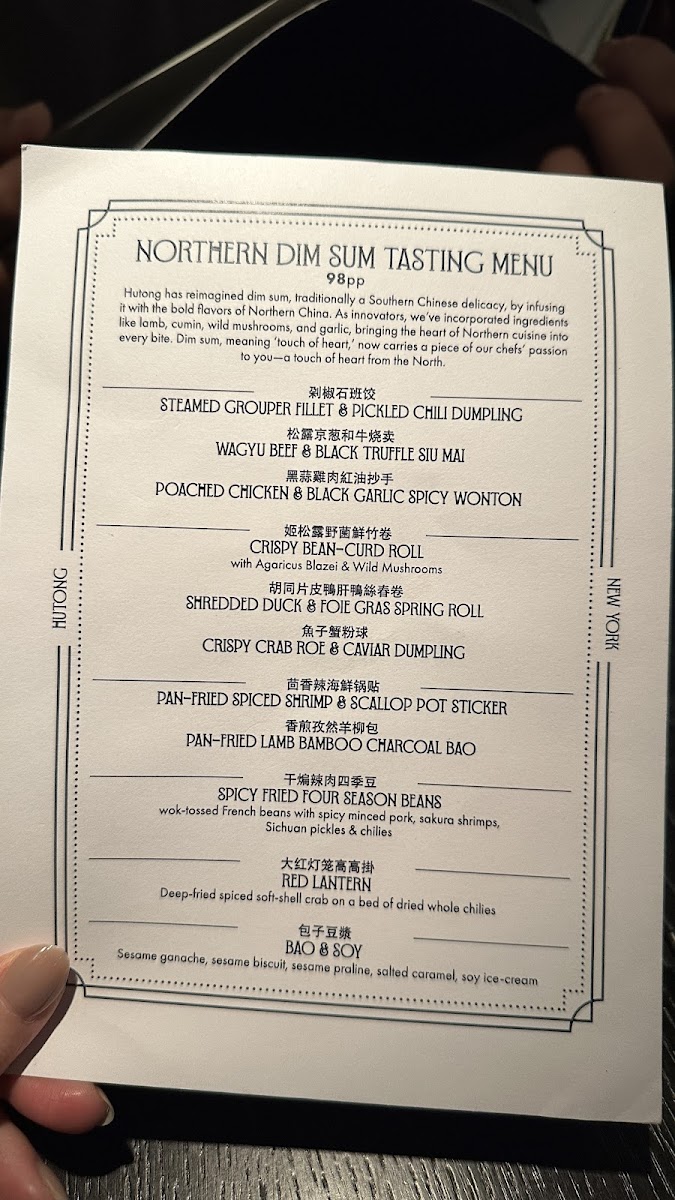 NORTHERN DIM SUM TASTING MENU
98pp
Hutong has reimagined dim sum, traditionally a Southern Chinese delicacy, by infusing
it with the bold flavors of Northern China. As innovators, we've incorporated ingredients
like lamb, cumin, wild mushrooms, and garlic, bringing the heart of Northern cuisine into
every bite. Dim sum, meaning 'touch of heart,' now carries a piece of our chefs' passion
to you—a touch of heart from the North.
剁椒石班饺
STEAMED GROUPER FILLET & PICKLED CHILI DUMPLING
松露京葱和牛烧卖
WAGYU BEEF & BLACK TRUFFLE SIU MAI
黑蒜雞肉紅油抄手
POACHED CHICKEN & BLACK GARLIC SPICY WONTON
姬松露野菌鮮竹卷
CRISPY BEAN-CURD ROLL
with Agaricus Blazei & Wild Mushrooms
胡同片皮鴨肝鴨絲春卷
SHREDDED DUCK & FOIE GRAS SPRING ROLL
魚子蟹粉球
CRISPY CRAB ROE & CAVIAR DUMPLING
茴香辣海鮮锅贴
PAN-FRIED SPICED SHRIMP & SCALLOP POT STICKER
香煎孜然羊柳包
PAN-FRIED LAMB BAMBOO CHARCOAL BAO
干煸辣肉四季豆
SPICY FRIED FOUR SEASON BEANS
wok-tossed French beans with spicy minced pork, sakura shrimps,
Sichuan pickles & chilies
大红灯笼高高掛
RED LANTERN
Deep-fried spiced soft-shell crab on a bed of dried whole chilies
包子豆漿
BAO & SOY
Sesame ganache, sesame biscuit, sesame praline, salted caramel, soy ice-cream
HUTONG
NEW YORK